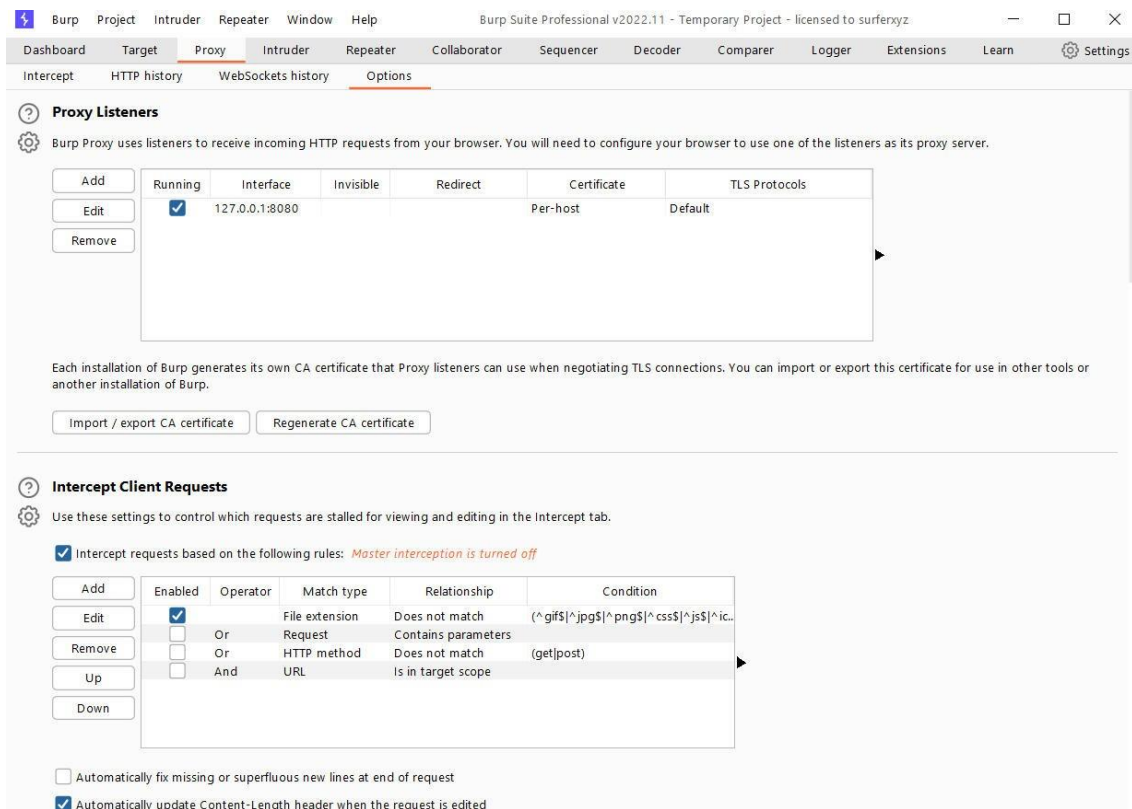 Burp Project Intruder Repeater Window Help Burp Suite Professional v2022.11 - Temporary Project - licensed to surferxyz
Dashboard Target Proxy Intruder Repeater Collaborator Sequencer Decoder Comparer Logger Extensions Learn Settings
Intercept HTTP history WebSockets history Options
Proxy Listeners
Burp Proxy uses listeners to receive incoming HTTP requests from your browser. You will need to configure your browser to use one of the listeners as its proxy server.
Add
Edit
Remove
Running Interface Invisible Redirect Certificate TLS Protocols
127.0.0.1:8080 Per-host Default
Each installation of Burp generates its own CA certificate that Proxy listeners can use when negotiating TLS connections. You can import or export this certificate for use in other tools or
another installation of Burp.
Import / export CA certificate Regenerate CA certificate
Intercept Client Requests
Use these settings to control which requests are stalled for viewing and editing in the Intercept tab.
Intercept requests based on the following rules: Master interception is turned off
Add
Edit
Remove
Up
Down
Enabled Operator Match type Relationship Condition
File extension Does not match (^gif$|^jpg$|^png$|^css$|^js$|^ic...
Or Request Contains parameters
Or HTTP method Does not match (get|post)
And URL Is in target scope
Automatically fix missing or superfluous new lines at end of request
Automatically update Content-Length header when the request is edited